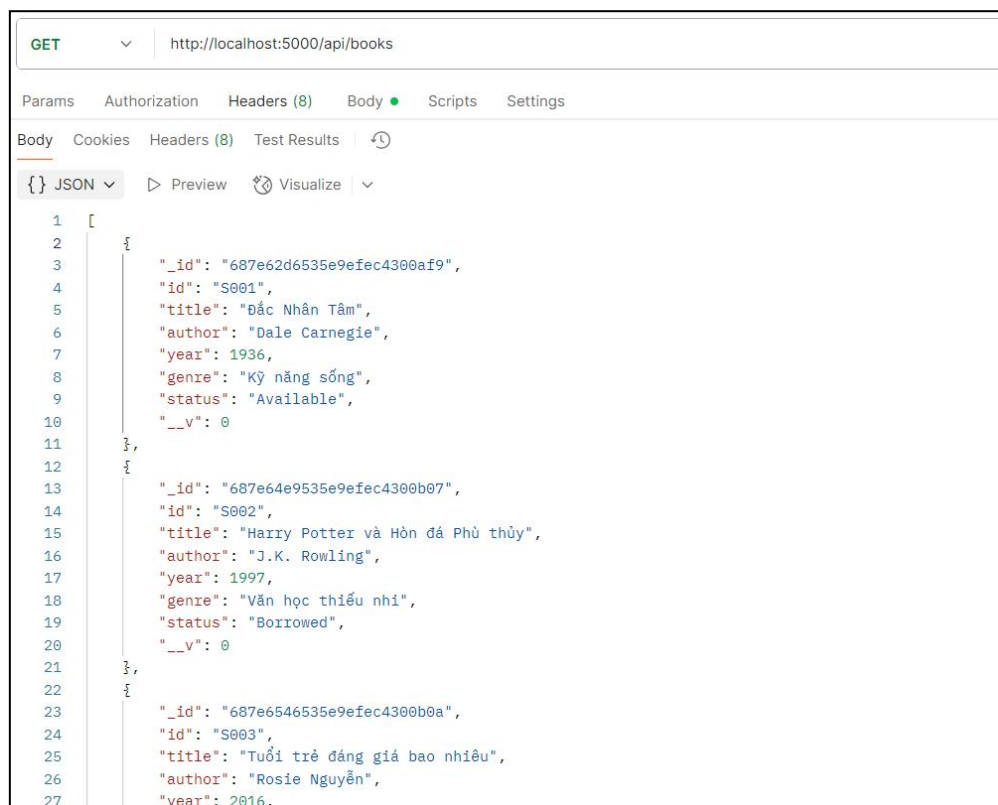 GET http://localhost:5000/api/books
Params Authorization Headers (8) Body Scripts Settings
Body Cookies Headers (8) Test Results
{} JSON Preview Visualize
1 [
2 {
3 "_id": "687e62d6535e9efec4300af9",
4 "id": "S001",
5 "title": "Đắc Nhân Tâm",
6 "author": "Dale Carnegie",
7 "year": 1936,
8 "genre": "Kỹ năng sống",
9 "status": "Available",
10 "__v": 0
11 },
12 {
13 "_id": "687e64e9535e9efec4300b07",
14 "id": "S002",
15 "title": "Harry Potter và Hòn đá Phù thủy",
16 "author": "J.K. Rowling",
17 "year": 1997,
18 "genre": "Văn học thiếu nhi",
19 "status": "Borrowed",
20 "__v": 0
21 },
22 {
23 "_id": "687e6546535e9efec4300b0a",
24 "id": "S003",
25 "title": "Tuổi trẻ đáng giá bao nhiêu",
26 "author": "Rosie Nguyễn",
27 "year": 2016,